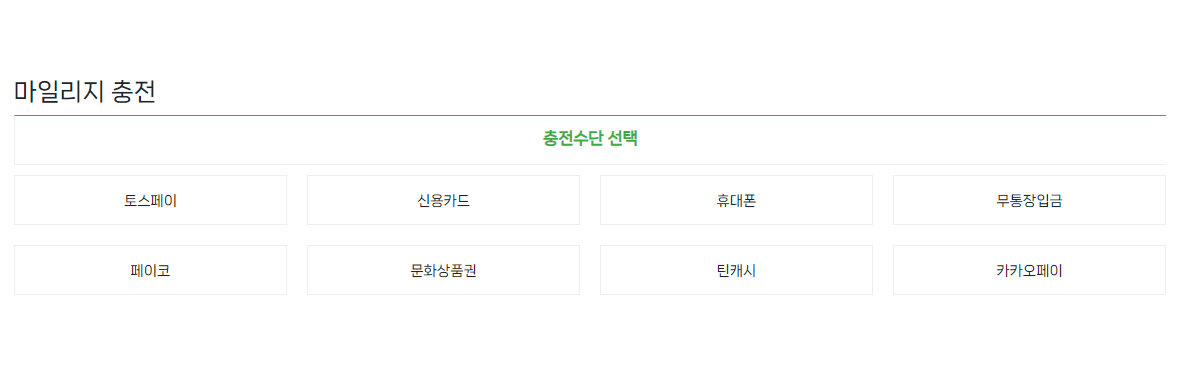 마일리지 충전
충전수단 선택
토스페이 신용카드 휴대폰 무통장입금
페이코 문화상품권 틴캐시 카카오페이